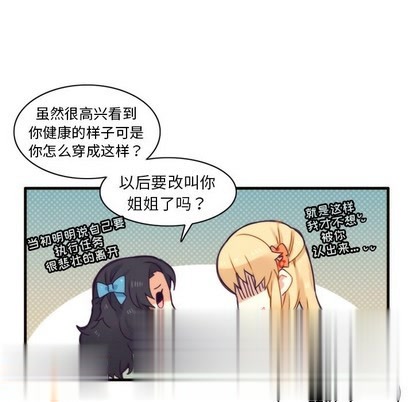 虽然很高兴看到
你健康的样子可是
你怎么穿成这样？
以后要改叫你
姐姐了吗？
当初明明说自己要
执行任务
很悲壮的离开
就是这样
我才不想
被你
认出来...